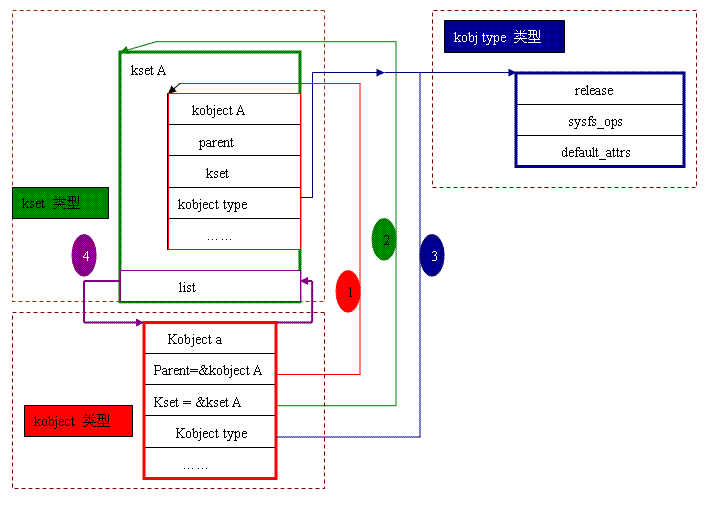 kobj type 类型
kset A
release
kobject A
sysfs_ops
parent
default_attrs
kset
kset 类型
kobject type
……
2
3
4
list
1
Kobject a
Parent=&kobject A
Kset = &kset A
kobject 类型
Kobject type
……